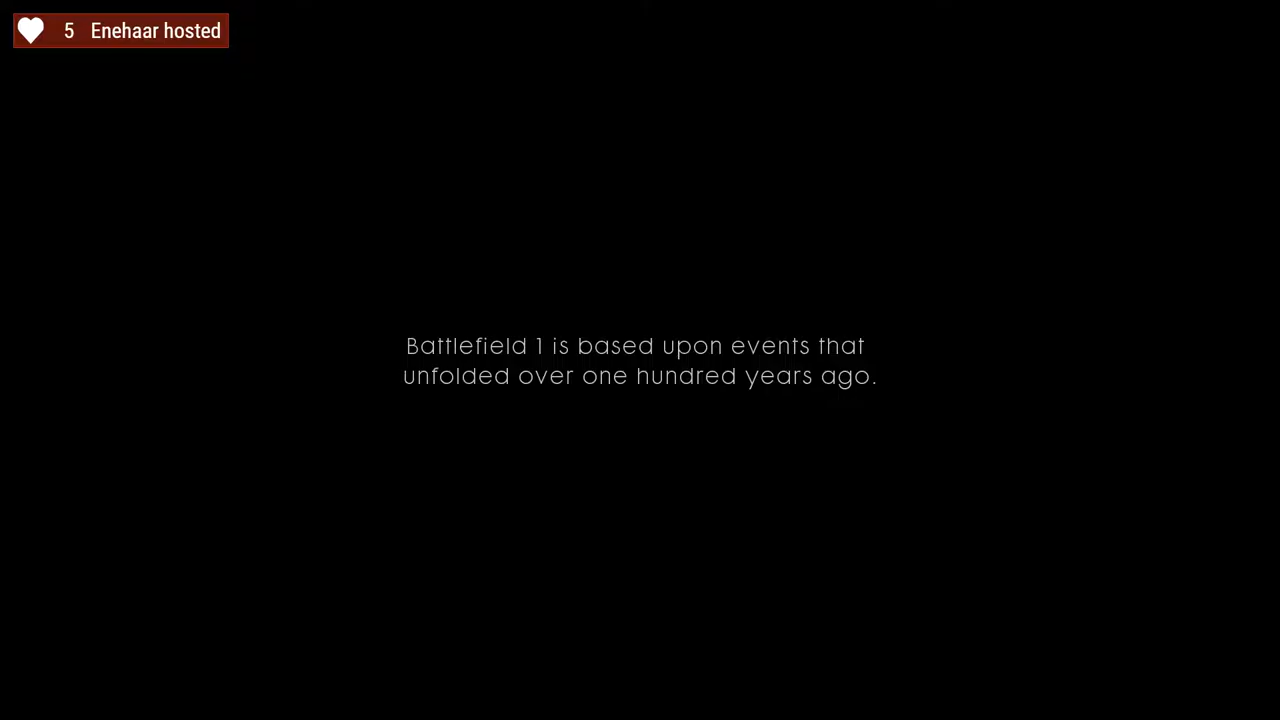 5 Enehaar hosted
Battlefield 1 is based upon events that
unfolded over one hundred years ago.